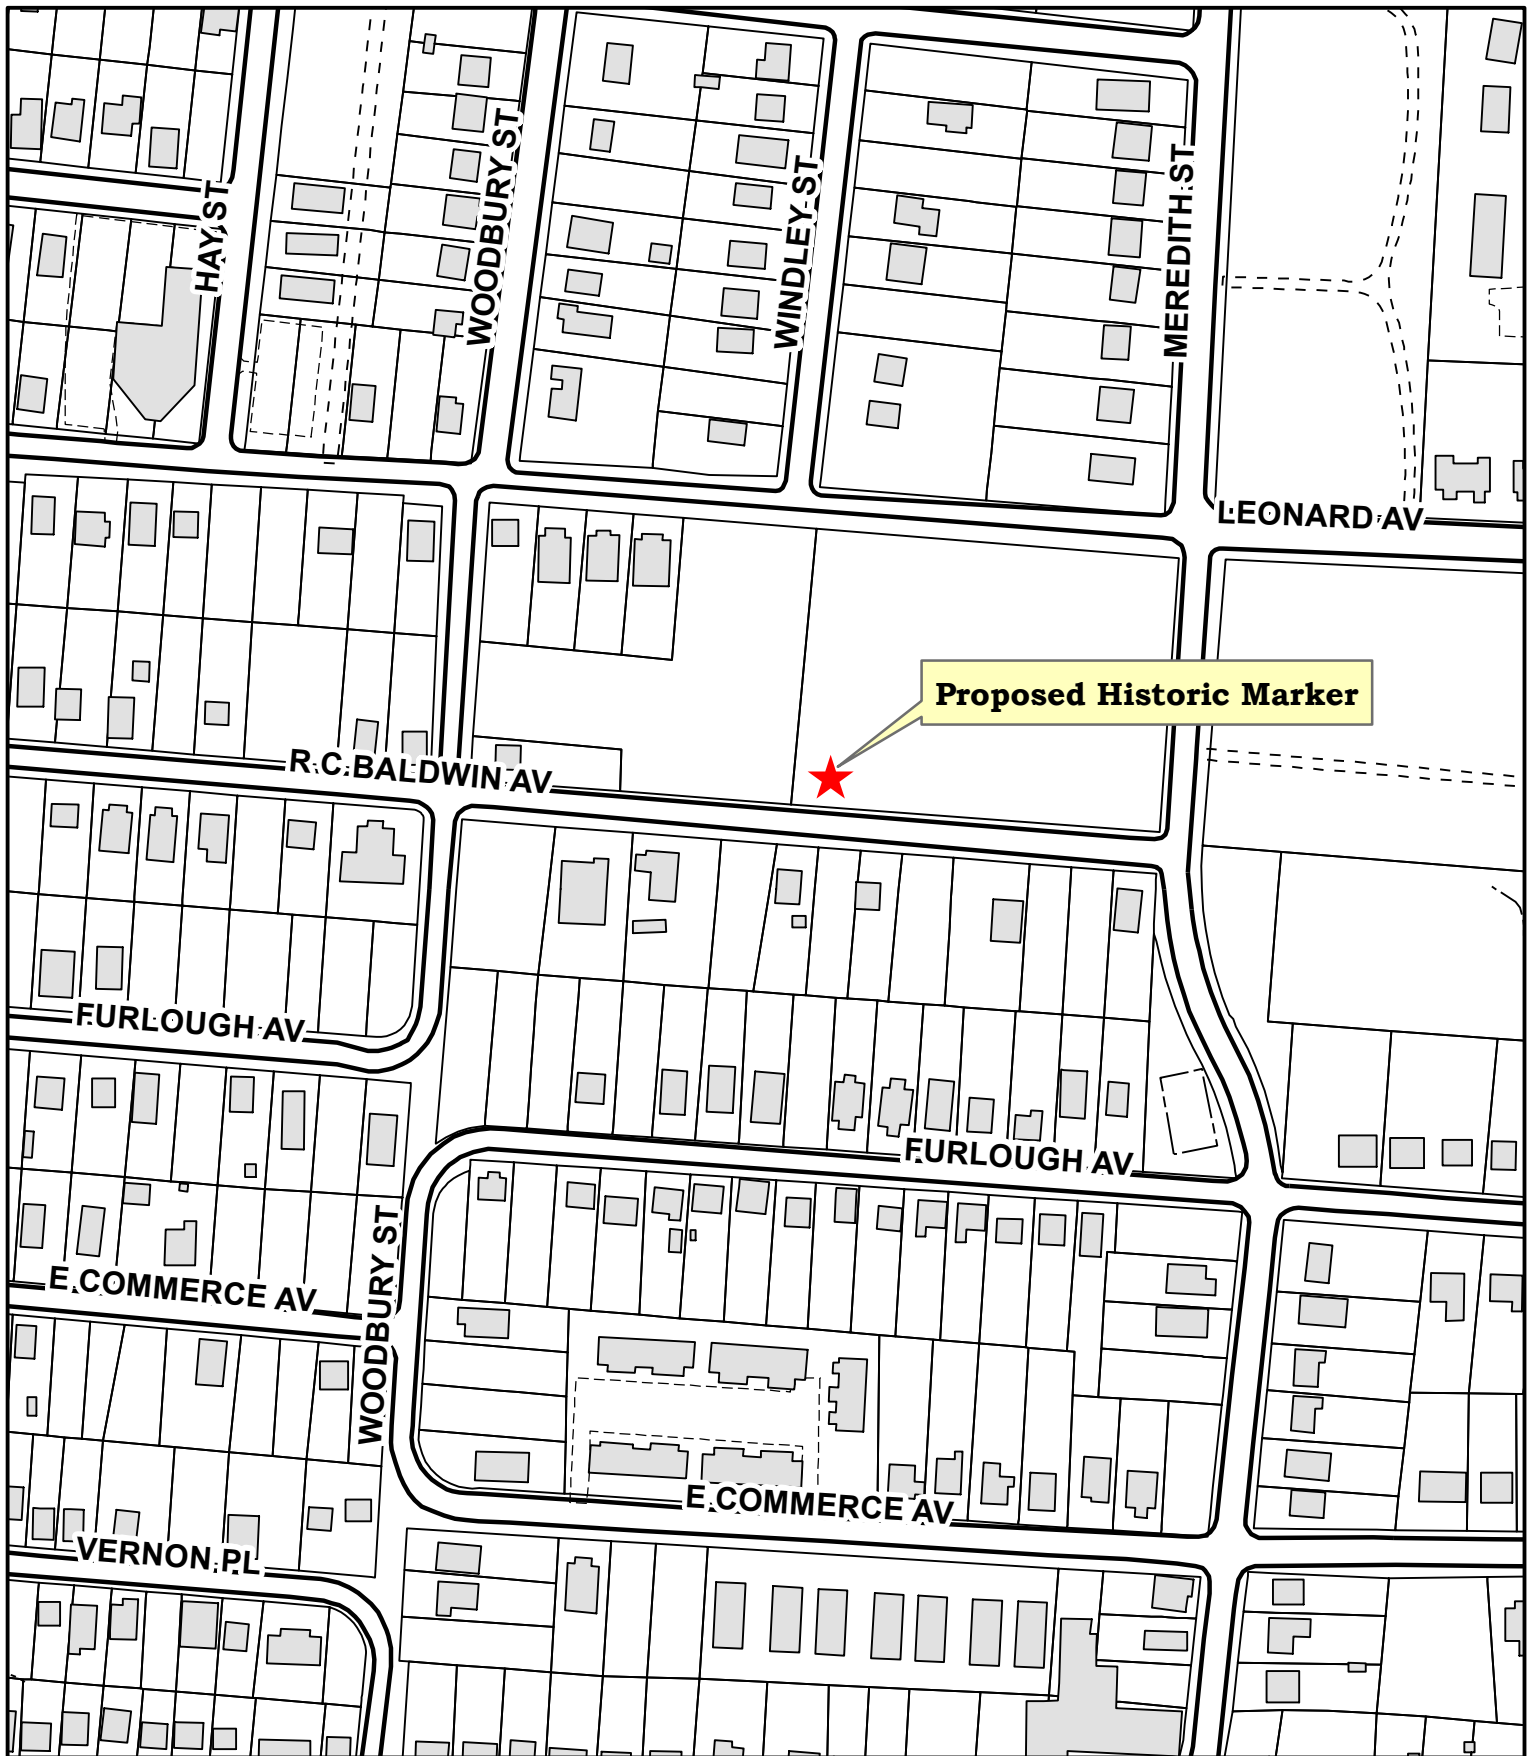 HAY ST
WOODBURY ST
WINDLEY ST
MEREDITH ST
LEONARD AV
Proposed Historic Marker
R C BALDWIN AV
FURLOUGH AV
FURLOUGH AV
WOODBURY ST
E COMMERCE AV
E COMMERCE AV
VERNON PL